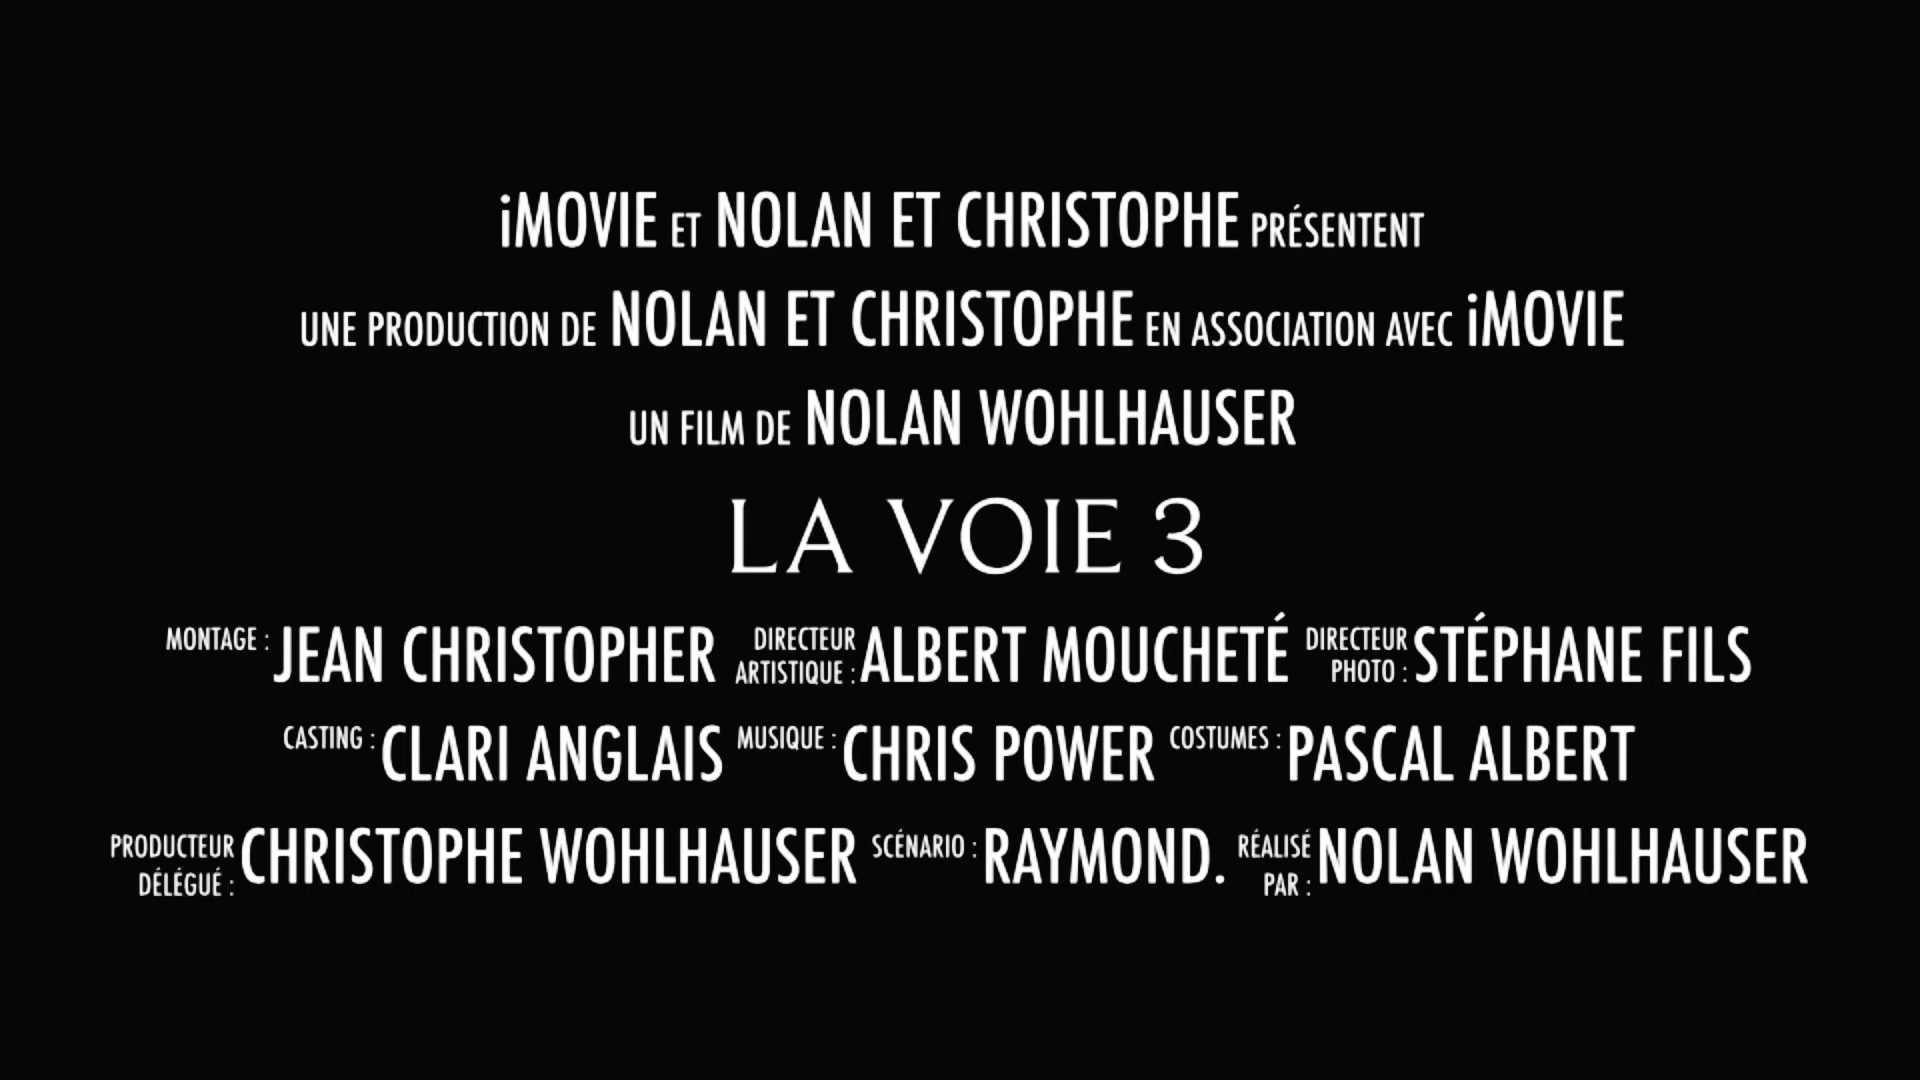 iMOVIE ET NOLAN ET CHRISTOPHE PRÉSENTENT
UNE PRODUCTION DE NOLAN ET CHRISTOPHE EN ASSOCIATION AVEC iMOVIE
UN FILM DE NOLAN WOHLHAUSER
LA VOIE 3
MONTAGE : JEAN CHRISTOPHER DIRECTEUR ARTISTIQUE : ALBERT MOUCHETÉ DIRECTEUR PHOTO : STÉPHANE FILS
CASTING : CLARI ANGLAIS MUSIQUE : CHRIS POWER COSTUMES : PASCAL ALBERT
PRODUCTEUR DÉLÉGUÉ : CHRISTOPHE WOHLHAUSER SCÉNARIO : RAYMOND. RÉALISÉ PAR : NOLAN WOHLHAUSER